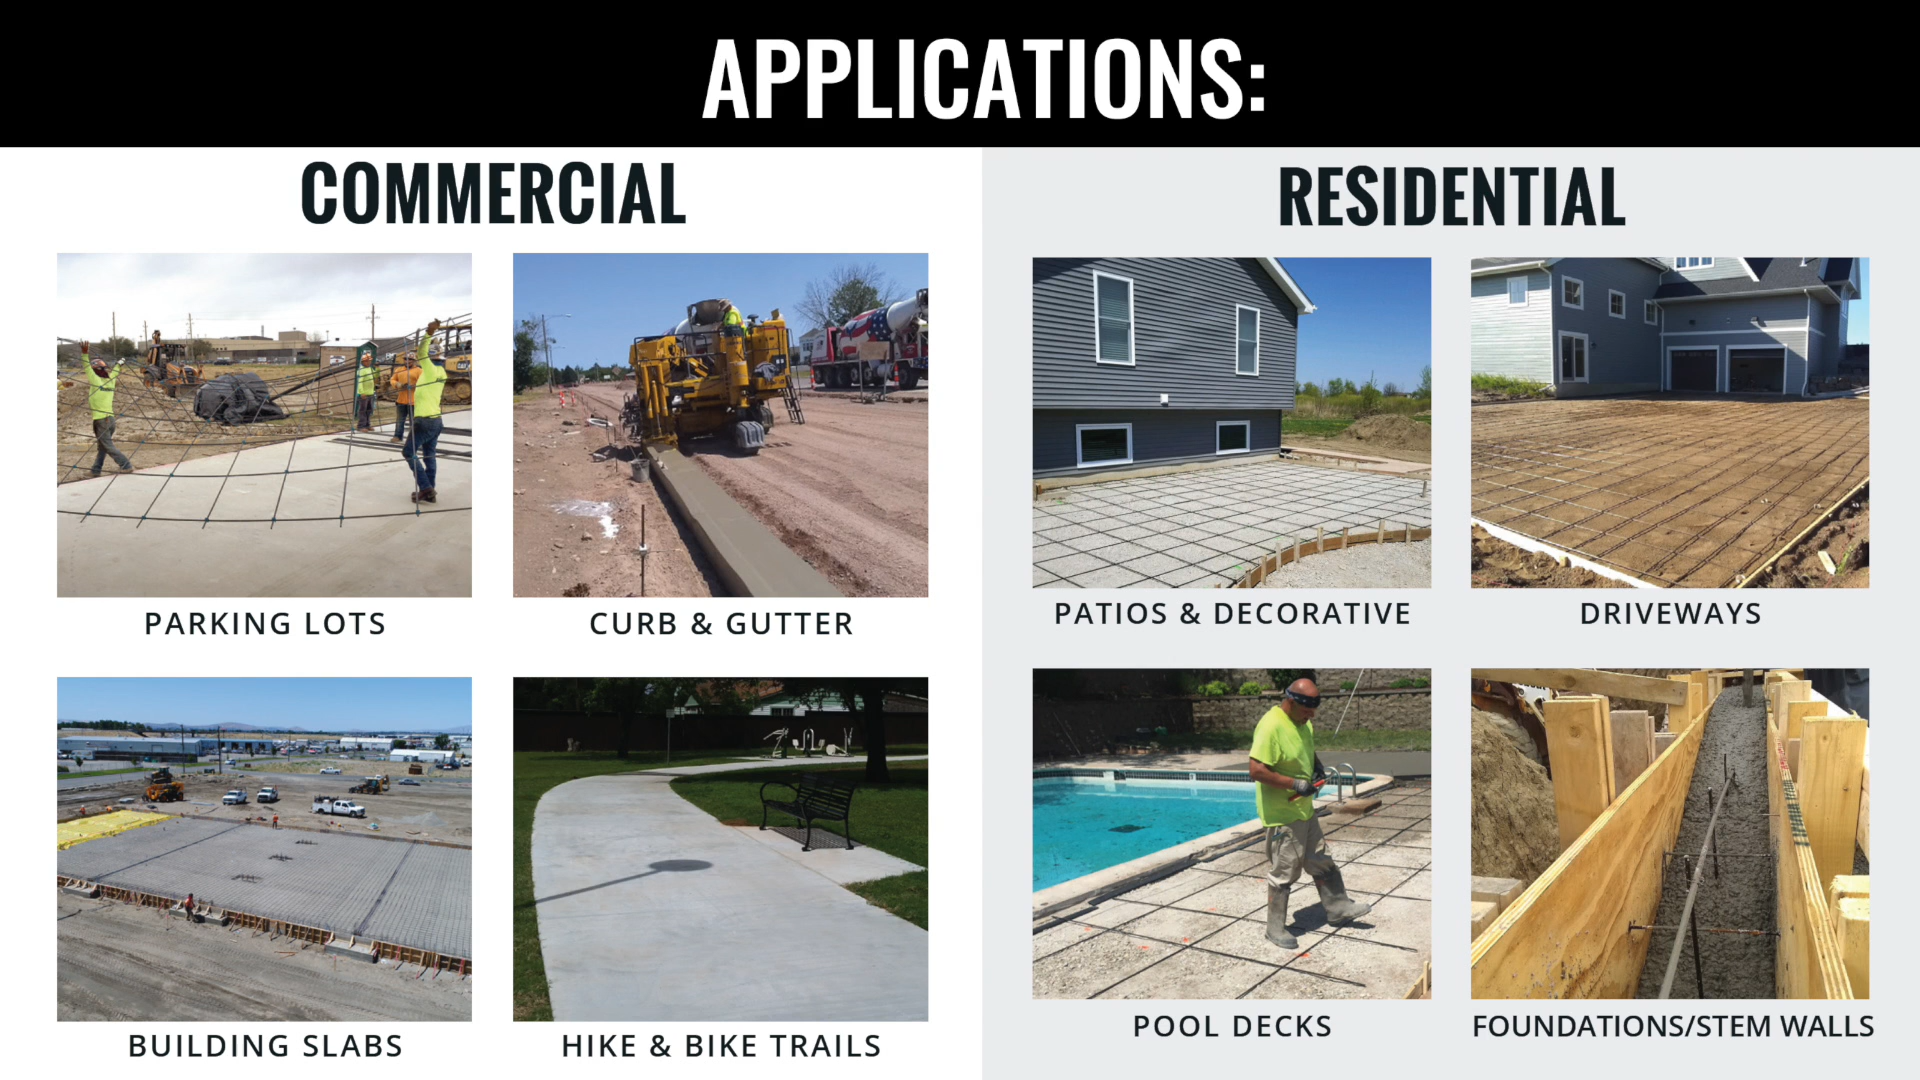 APPLICATIONS:
COMMERCIAL
PARKING LOTS
CURB & GUTTER
BUILDING SLABS
HIKE & BIKE TRAILS
RESIDENTIAL
PATIOS & DECORATIVE
DRIVEWAYS
POOL DECKS
FOUNDATIONS/STEM WALLS